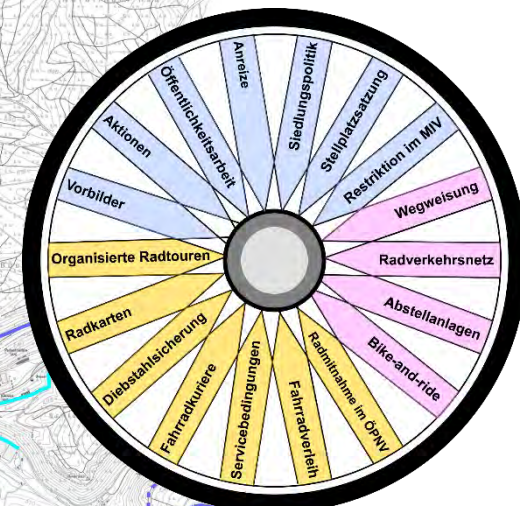 Vorbilder
Aktionen
Öffentlichkeitsarbeit
Anreize
Siedlungspolitik
Stellplatzsatzung
Restriktion im MIV
Wegweisung
Radverkehrsnetz
Abstellanlagen
Bike-and-ride
Radmitnahme im ÖPNV
Fahrradverleih
Servicebedingungen
Fahrradkuriere
Diebstahlsicherung
Radkarten
Organisierte Radtouren